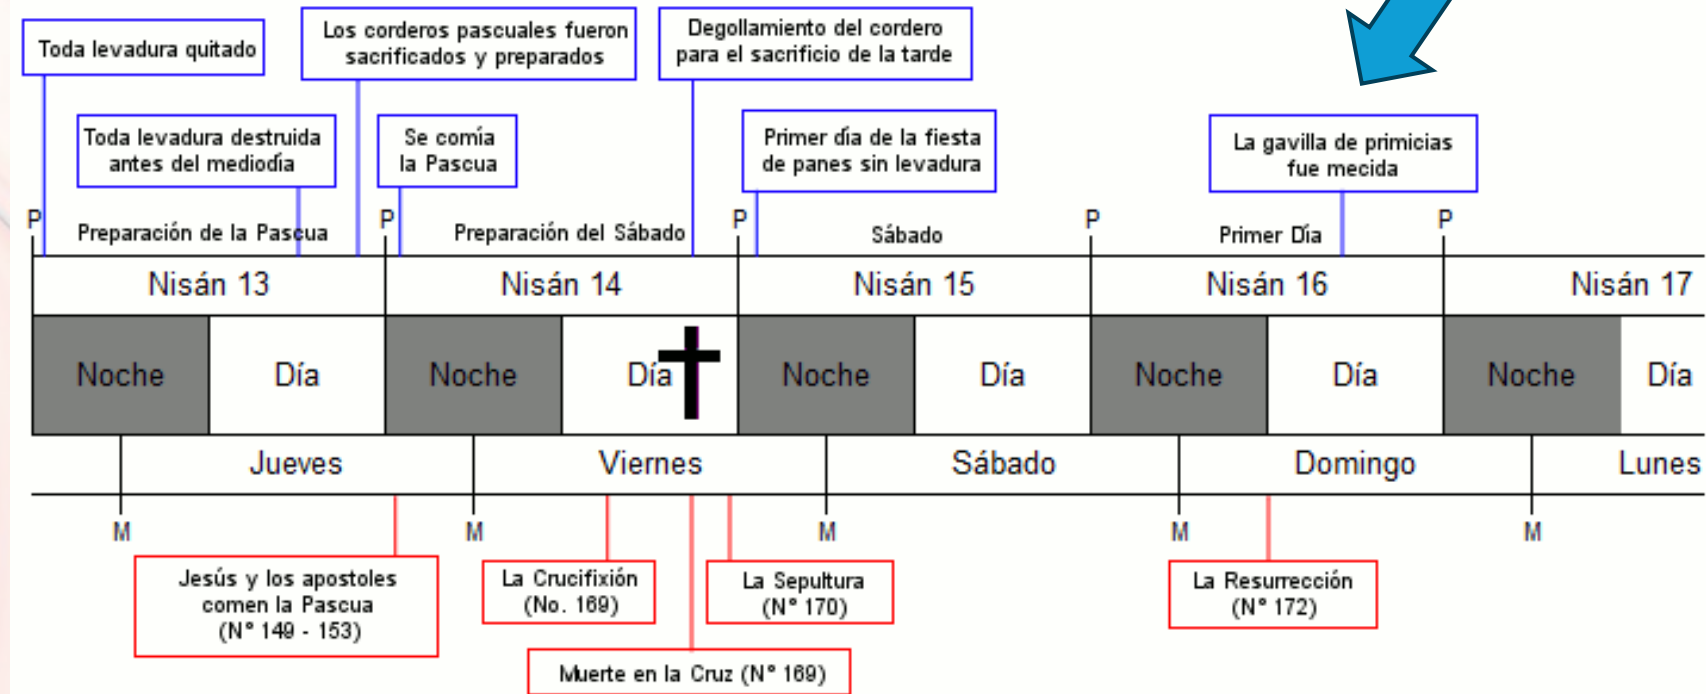 Toda levadura quitado
Los corderos pascuales fueron
sacrificados y preparados
Degollamiento del cordero
para el sacrificio de la tarde
Toda levadura destruida
antes del mediodía
Se comía
la Pascua
Primer día de la fiesta
de panes sin levadura
La gavilla de primicias
fue mecida
P P P P P
Preparación de la Pascua Preparación del Sábado Sábado Primer Día
Nisán 13 Nisán 14 Nisán 15 Nisán 16 Nisán 17
Noche Día Noche Día Noche Día Noche Día Noche Día
Jueves Viernes Sábado Domingo Lunes
M M M M M
Jesús y los apostoles
comen la Pascua
(N° 149 - 153)
La Crucifixión
(No. 169)
La Sepultura
(N° 170)
La Resurrección
(N° 172)
Muerte en la Cruz (N° 169)